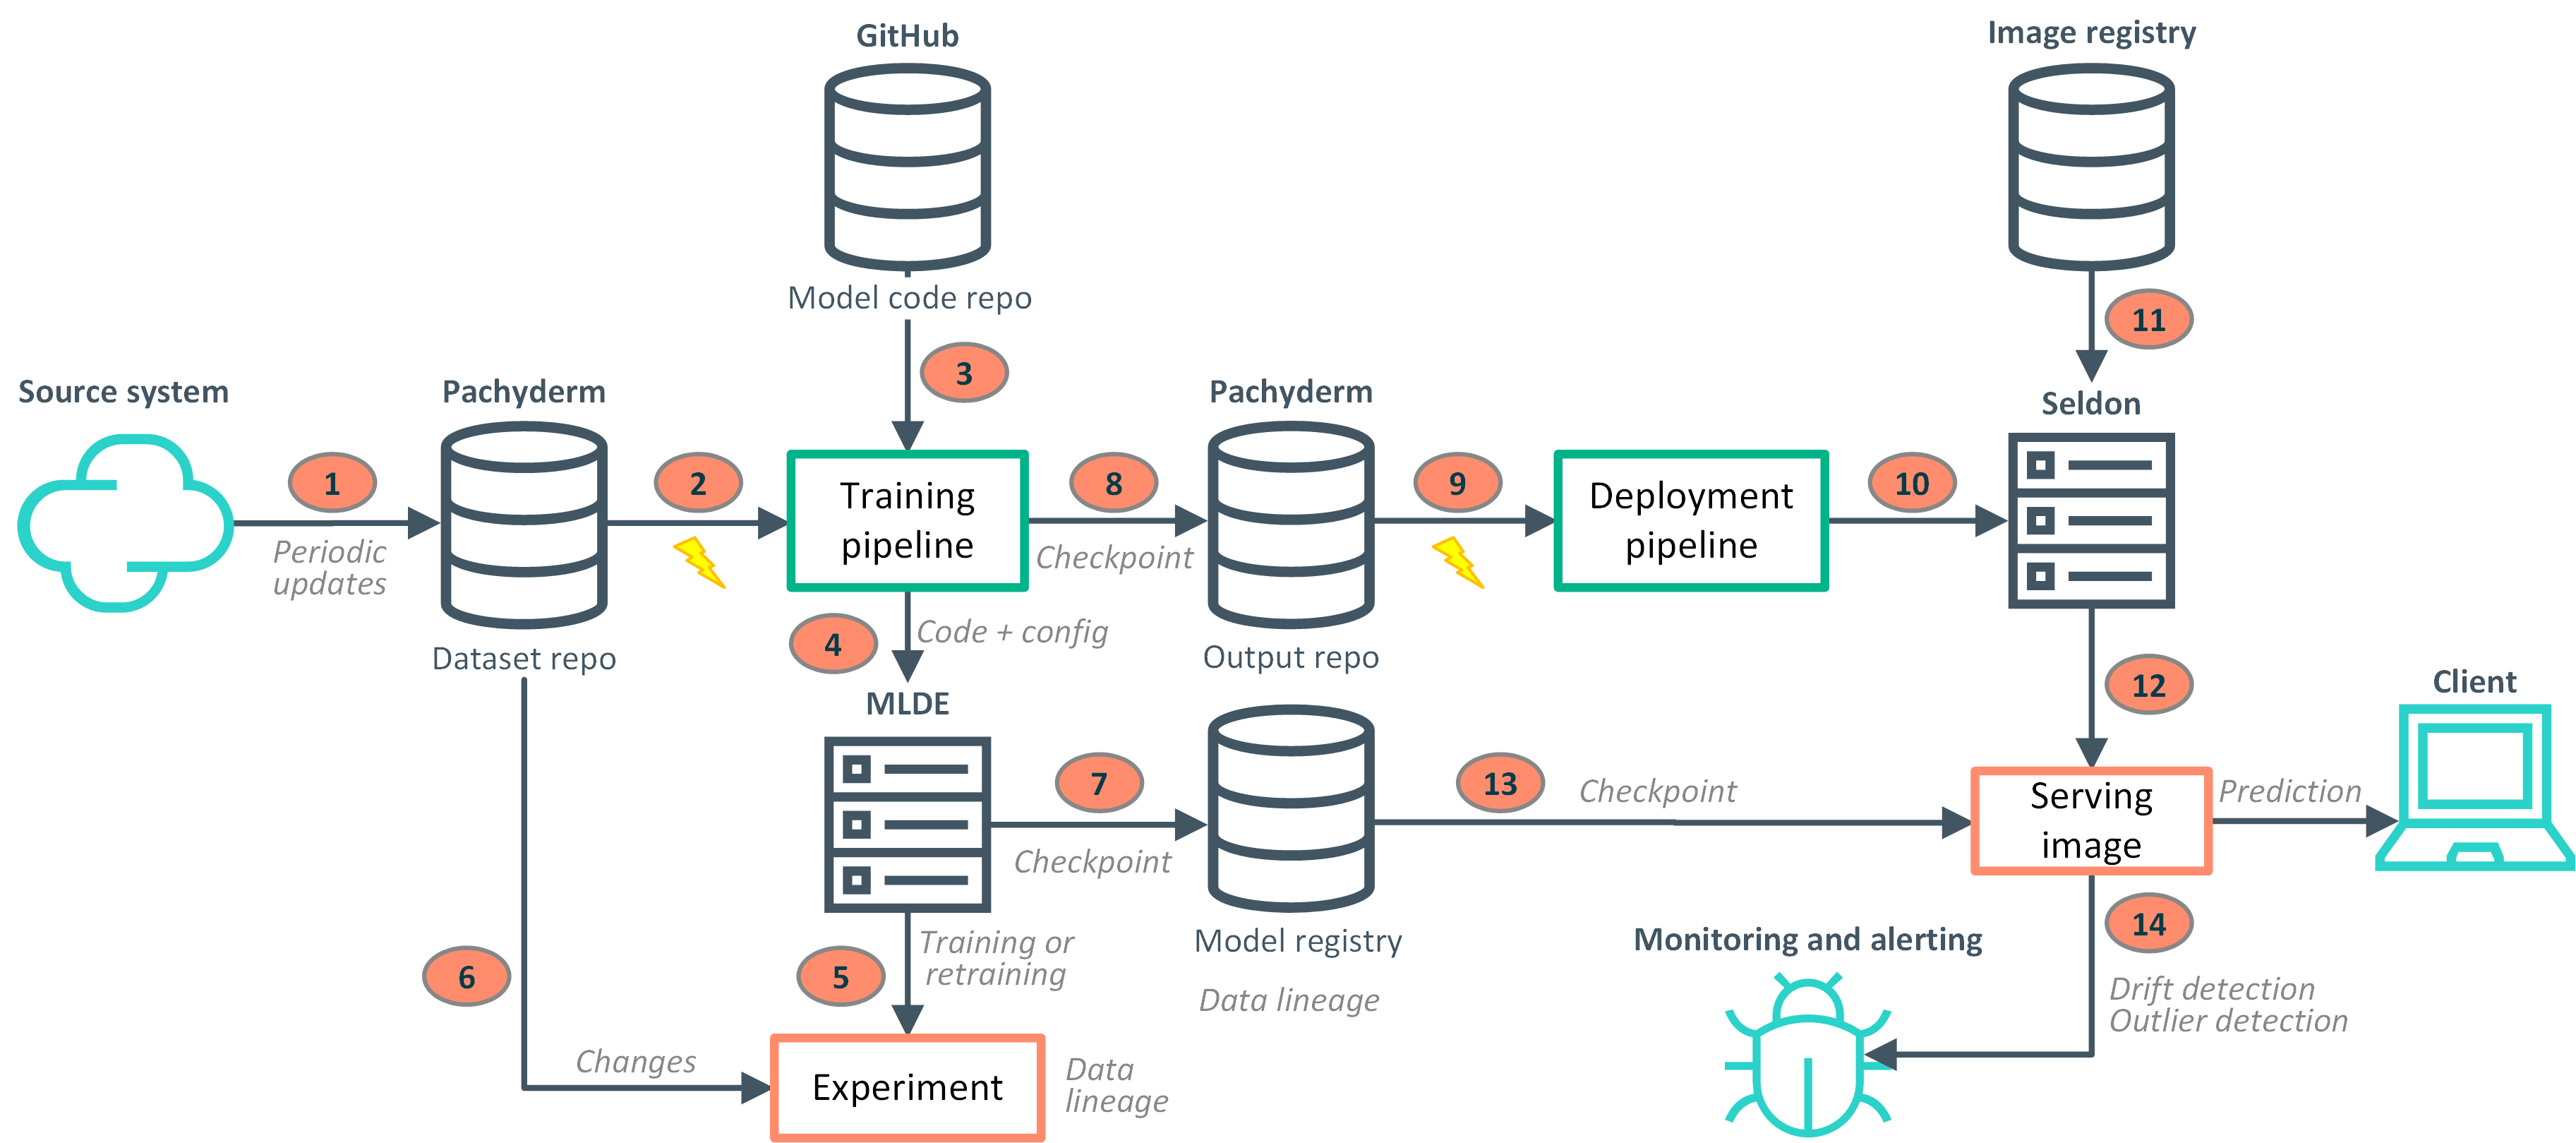 GitHub
Image registry
Model code repo
3
11
Source system
Pachyderm
Pachyderm
Seldon
1
2
8
9
10
Training
pipeline
Deployment
pipeline
Periodic
updates
Checkpoint
4
Code + config
Dataset repo
Output repo
MLDE
12
Client
7
13
Checkpoint
Serving
image
Prediction
Checkpoint
14
Training or
retraining
Model registry
Monitoring and alerting
6
5
Data lineage
Drift detection
Outlier detection
Changes
Experiment
Data
lineage